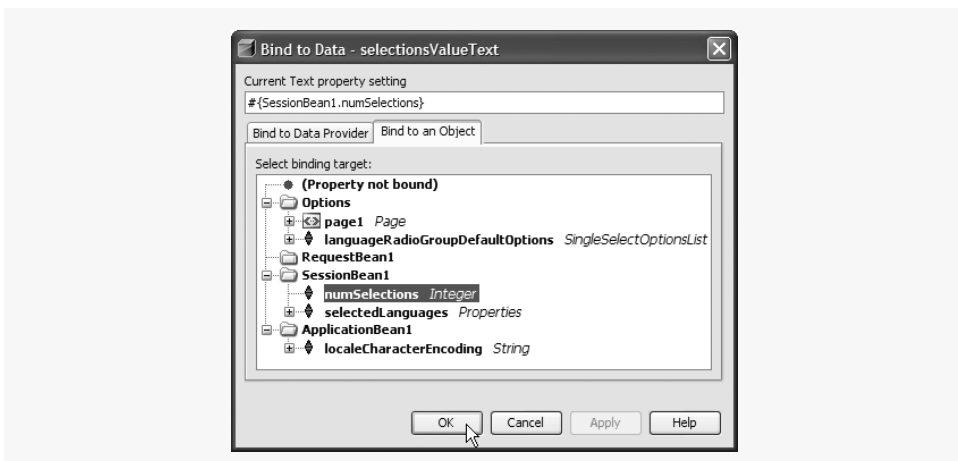 Bind to Data - selectionsValueText
Current Text property setting
#{SessionBean1.numSelections}
Bind to Data Provider Bind to an Object
Select binding target:
(Property not bound)
Options
page1 Page
languageRadioGroupDefaultOptions SingleSelectOptionsList
RequestBean1
SessionBean1
numSelections Integer
selectedLanguages Properties
ApplicationBean1
localeCharacterEncoding String
OK Cancel Apply Help